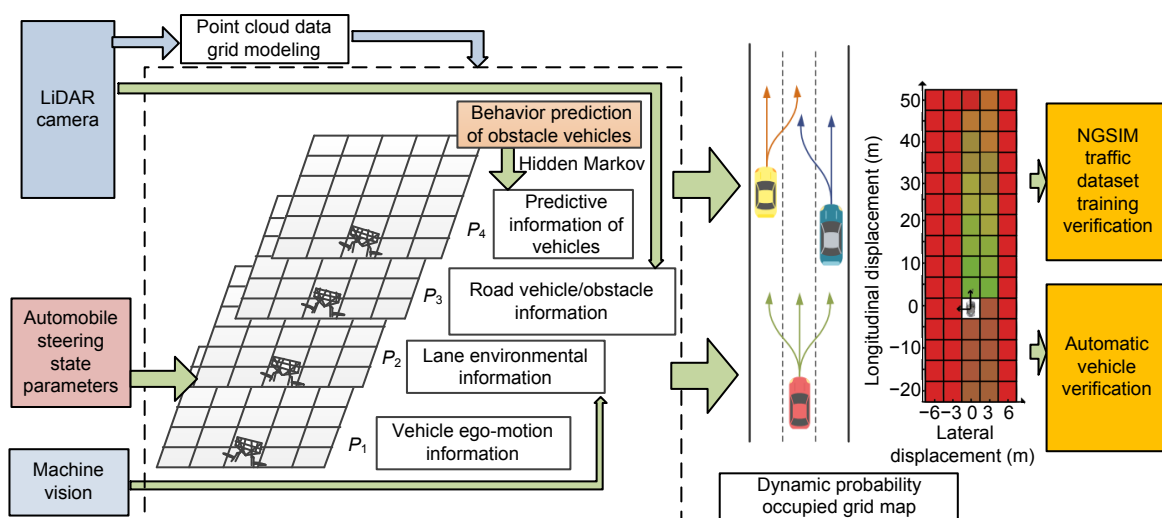 LiDAR
camera
Point cloud data
grid modeling
Behavior prediction
of obstacle vehicles
Hidden Markov
Predictive
information of
vehicles
P4
Road vehicle/obstacle
information
P3
Automobile
steering
state
parameters
Lane environmental
information
P2
Vehicle ego-motion
information
P1
Machine
vision
Longitudinal displacement (m)
50
40
30
20
10
0
−10
−20
−6 −3 0 3 6
Lateral
displacement (m)
Dynamic probability
occupied grid map
NGSIM
traffic
dataset
training
verification
Automatic
vehicle
verification